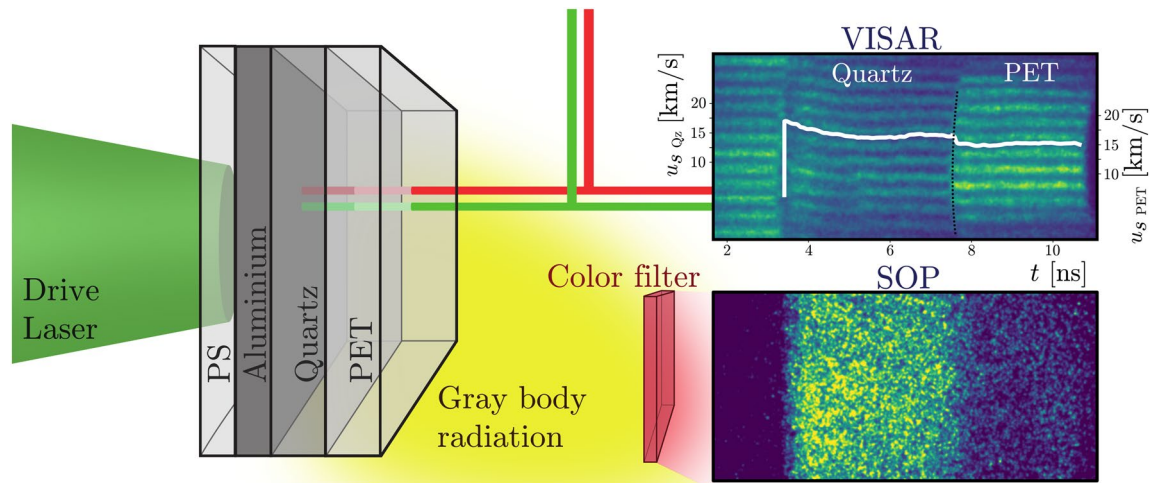 Drive
Laser
PS
Aluminium
Quartz
PET
Gray body
radiation
Color filter
VISAR
Quartz
PET
u_S Qz [km/s]
20
15
10
20
15
10
u_S PET [km/s]
2
4
6
8
10
t [ns]
SOP